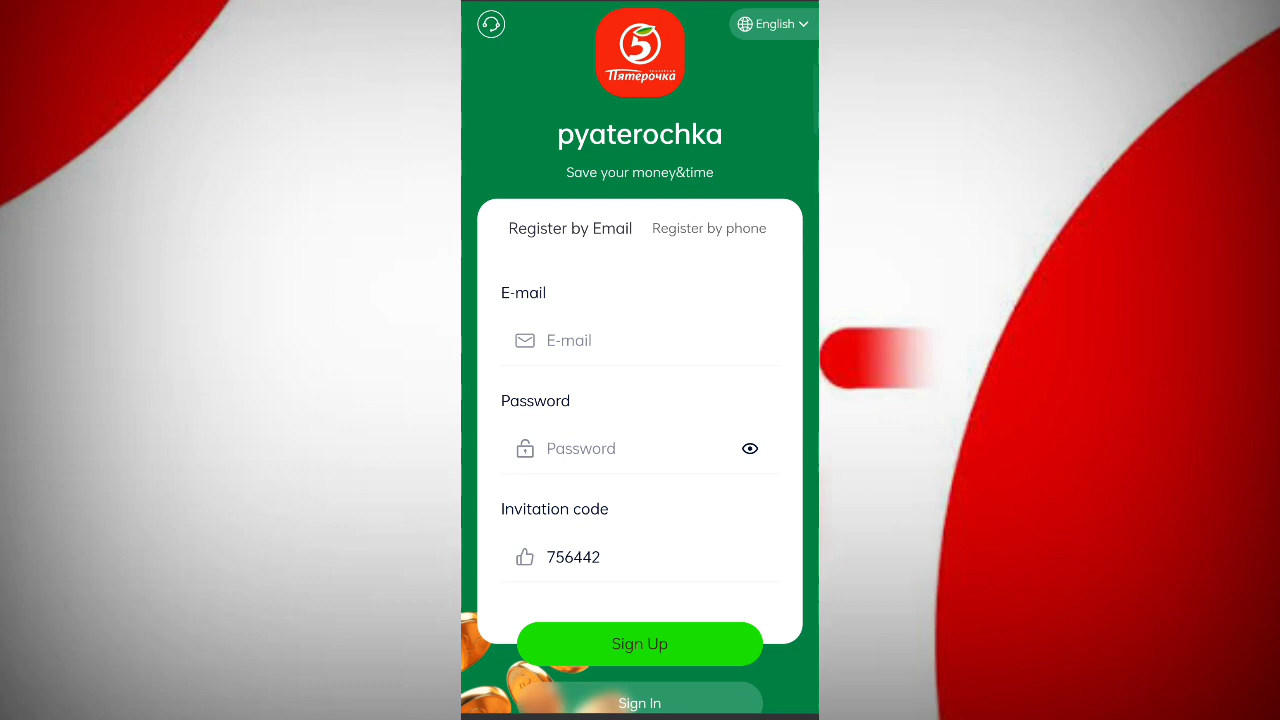 English
5
Пятёрочка
pyaterochka
Save your money&time
Register by Email Register by phone
E-mail
E-mail
Password
Password
Invitation code
756442
Sign Up
Sign In